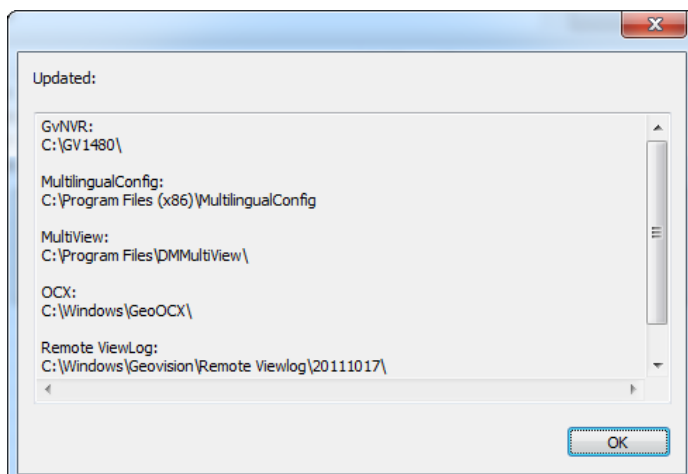 Updated:
GvNVR:
C:\GV1480\
MultilingualConfig:
C:\Program Files (x86)\MultilingualConfig
MultiView:
C:\Program Files\DMMultiView\
OCX:
C:\Windows\GeoOCX\
Remote ViewLog:
C:\Windows\Geovision\Remote Viewlog\20111017\
OK